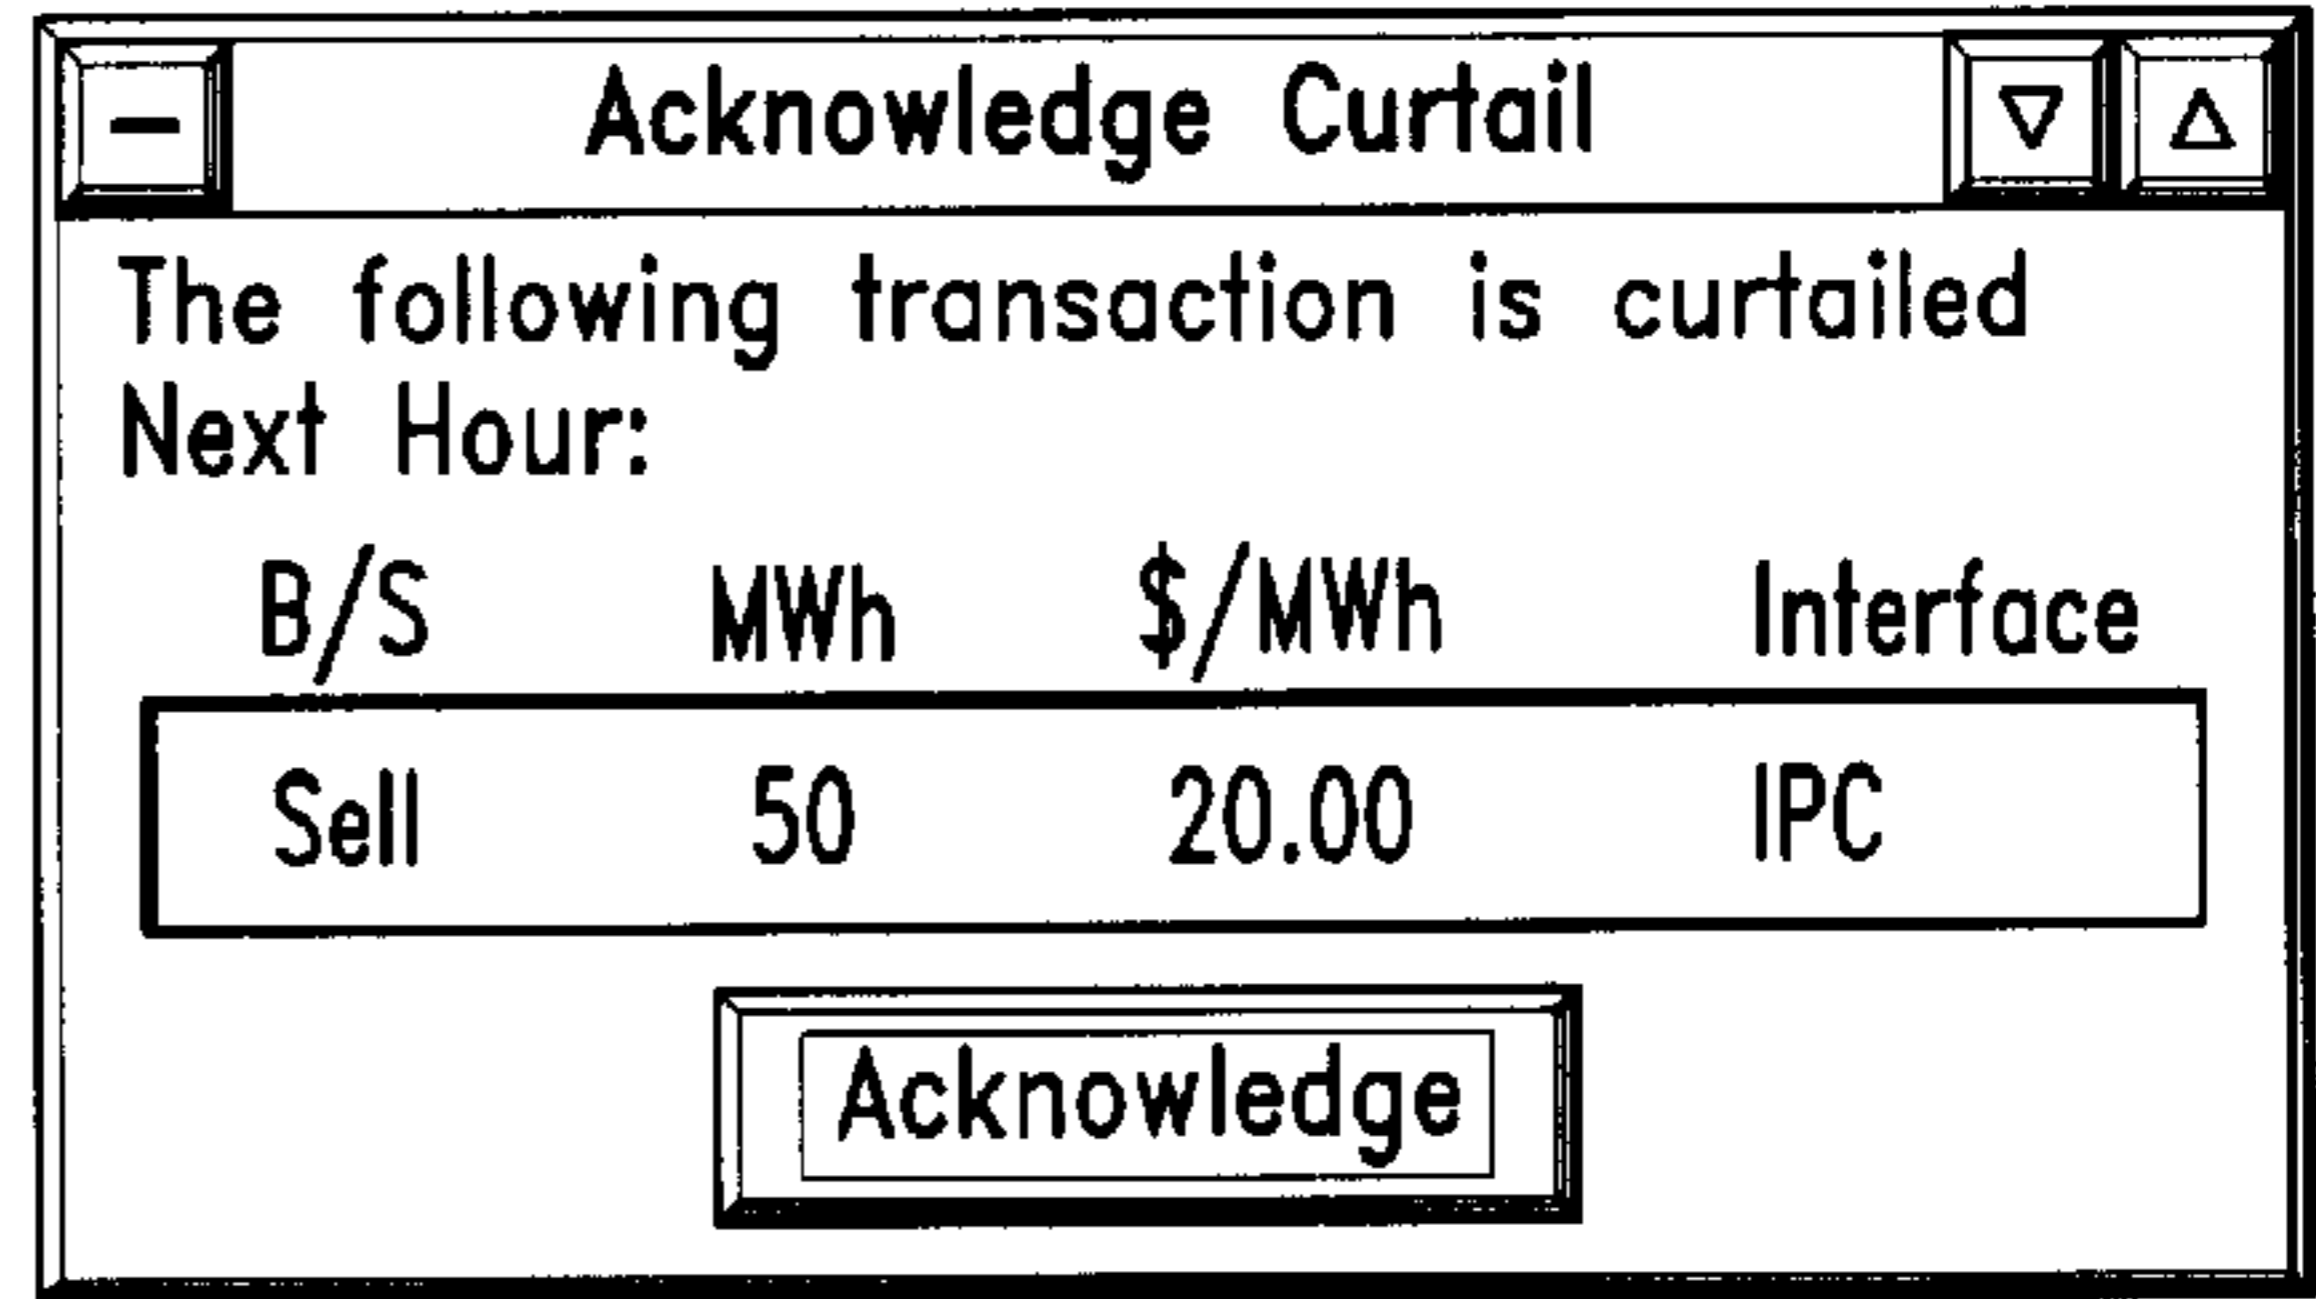 Acknowledge Curtail
The following transaction is curtailed
Next Hour:
B/S MWh $/MWh Interface
Sell 50 20.00 IPC
Acknowledge